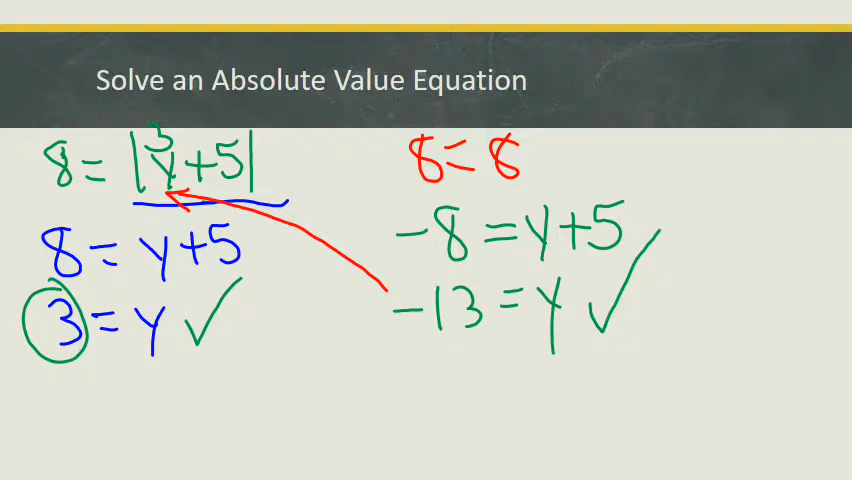 Solve an Absolute Value Equation
3
8 = |y+5|
8 = y+5
3 = y ✓
8 = 8
-8 = y+5
-13 = y ✓